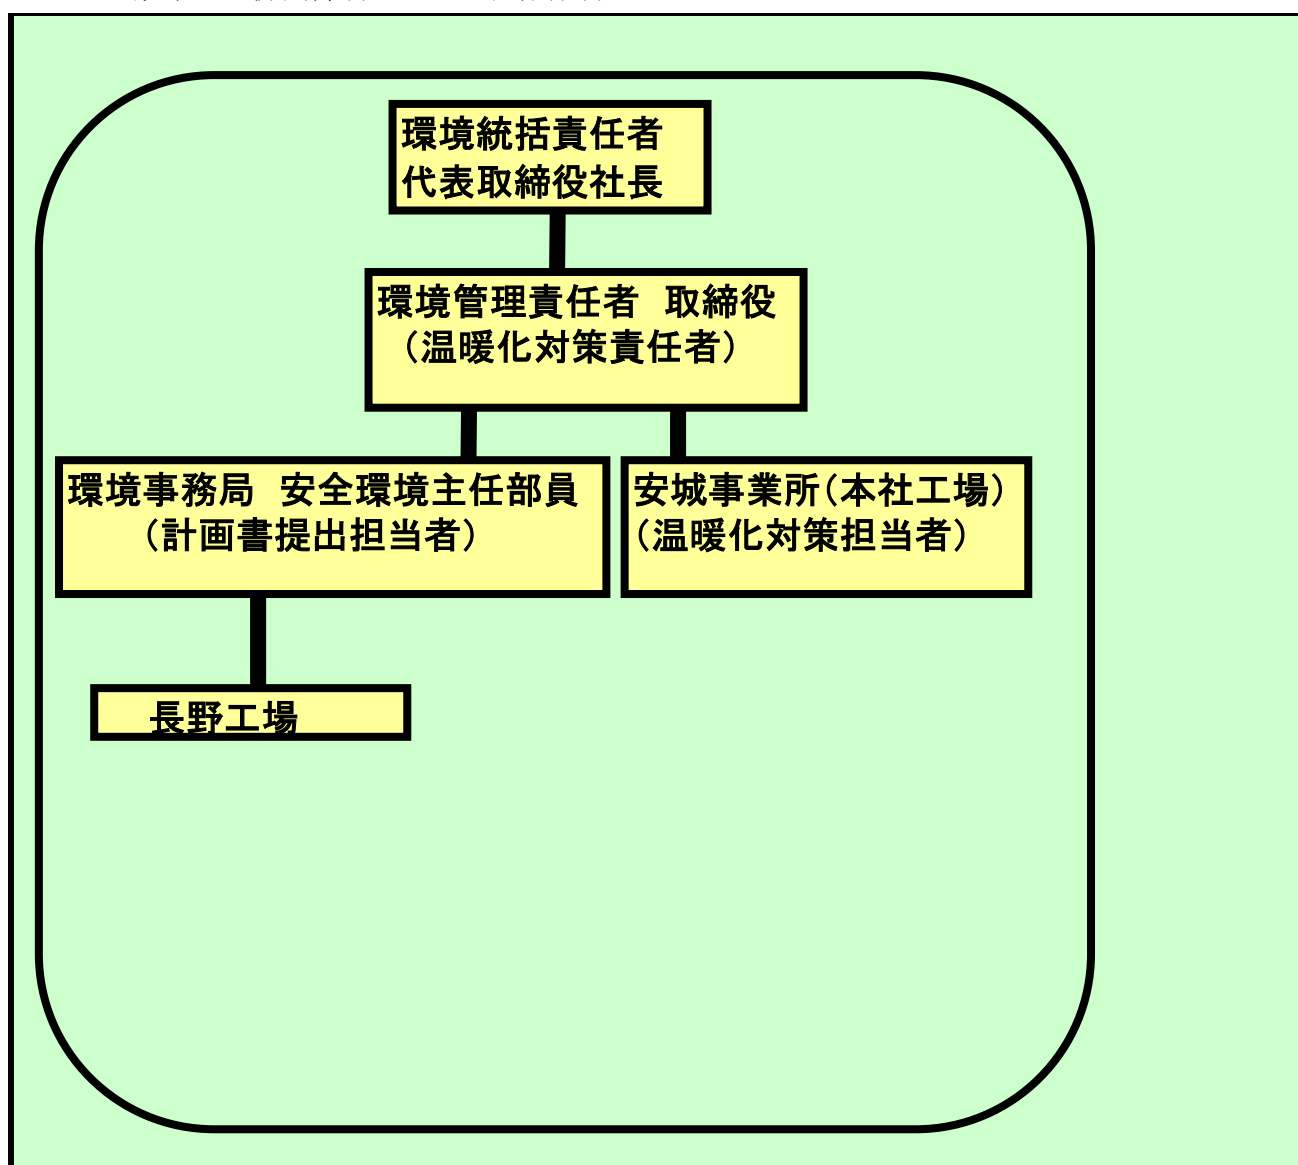 環境統括責任者
代表取締役社長
環境管理責任者　取締役
（温暖化対策責任者）
環境事務局　安全環境主任部員
（計画書提出担当者）
安城事業所（本社工場）
（温暖化対策担当者）
長野工場